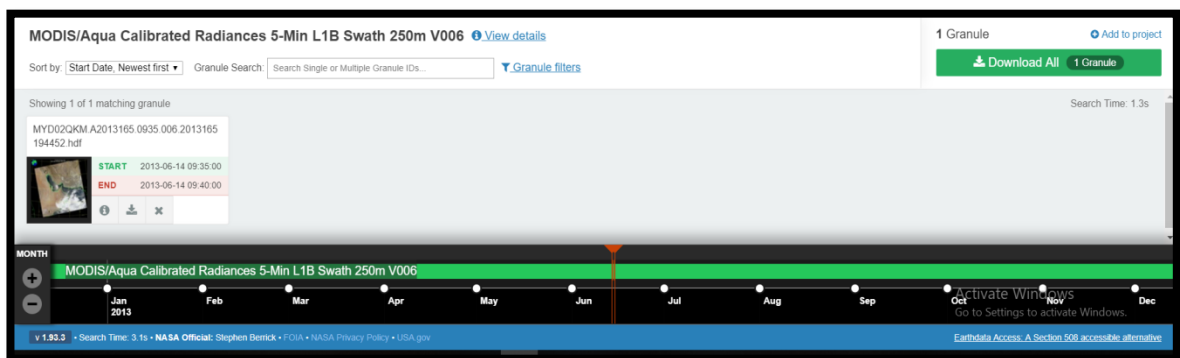 MODIS/Aqua Calibrated Radiances 5-Min L1B Swath 250m V006 View details
1 Granule Add to project
Sort by: Start Date, Newest first Granule Search: Search Single or Multiple Granule IDs... Granule filters
Download All 1 Granule
Showing 1 of 1 matching granule
Search Time: 1.3s
MYD02QKM.A2013165.0935.006.2013165
194452.hdf
START 2013-06-14 09:35:00
END 2013-06-14 09:40:00
MONTH
MODIS/Aqua Calibrated Radiances 5-Min L1B Swath 250m V006
Jan Feb Mar Apr May Jun Jul Aug Sep Oct Nov Dec
2013
Activate Windows
Go to Settings to activate Windows.
v 1.93.3 • Search Time: 3.1s • NASA Official: Stephen Berrick • FOIA • NASA Privacy Policy • USA.gov
Earthdata Access: A Section 508 accessible alternative